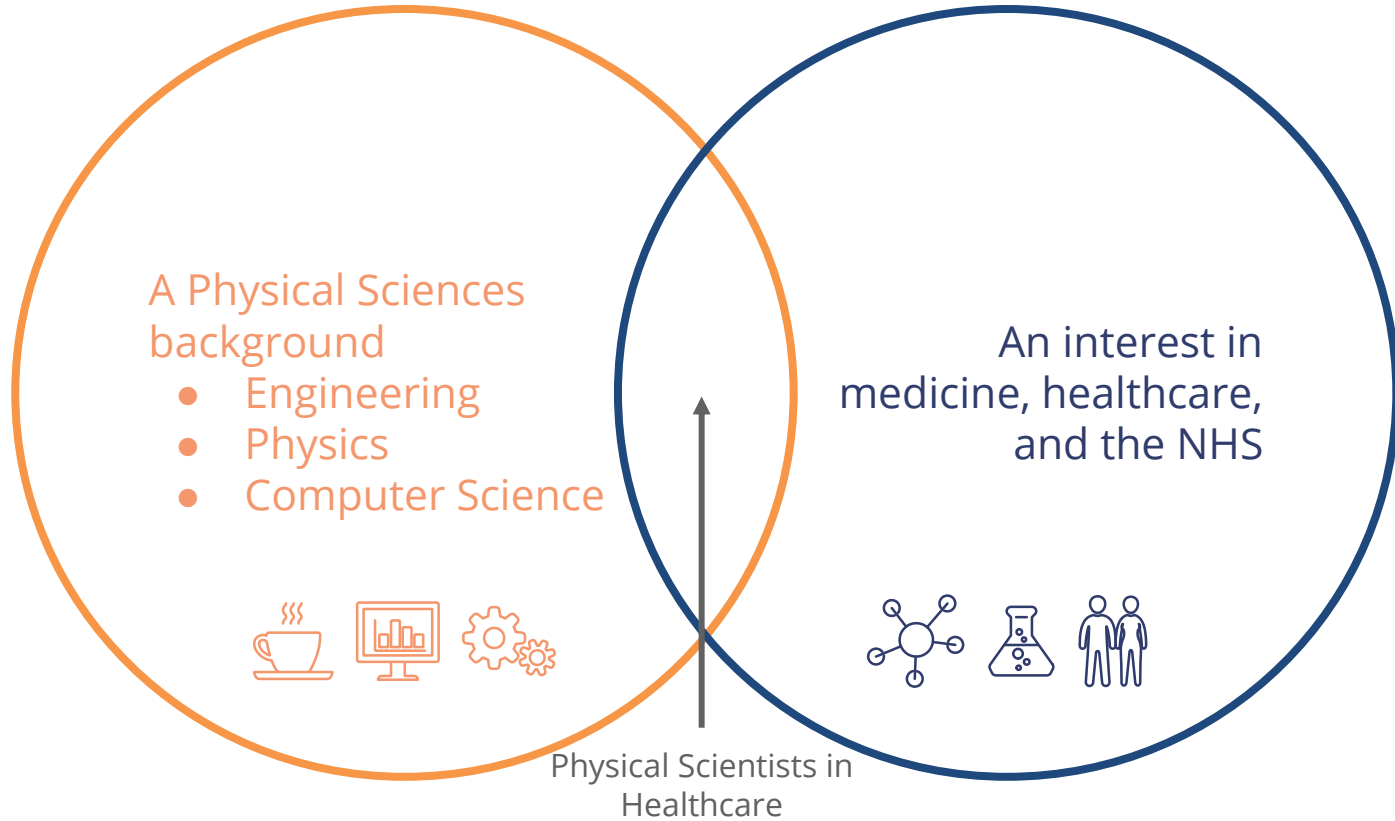 A Physical Sciences
background
● Engineering
● Physics
● Computer Science
An interest in
medicine, healthcare,
and the NHS
Physical Scientists in
Healthcare